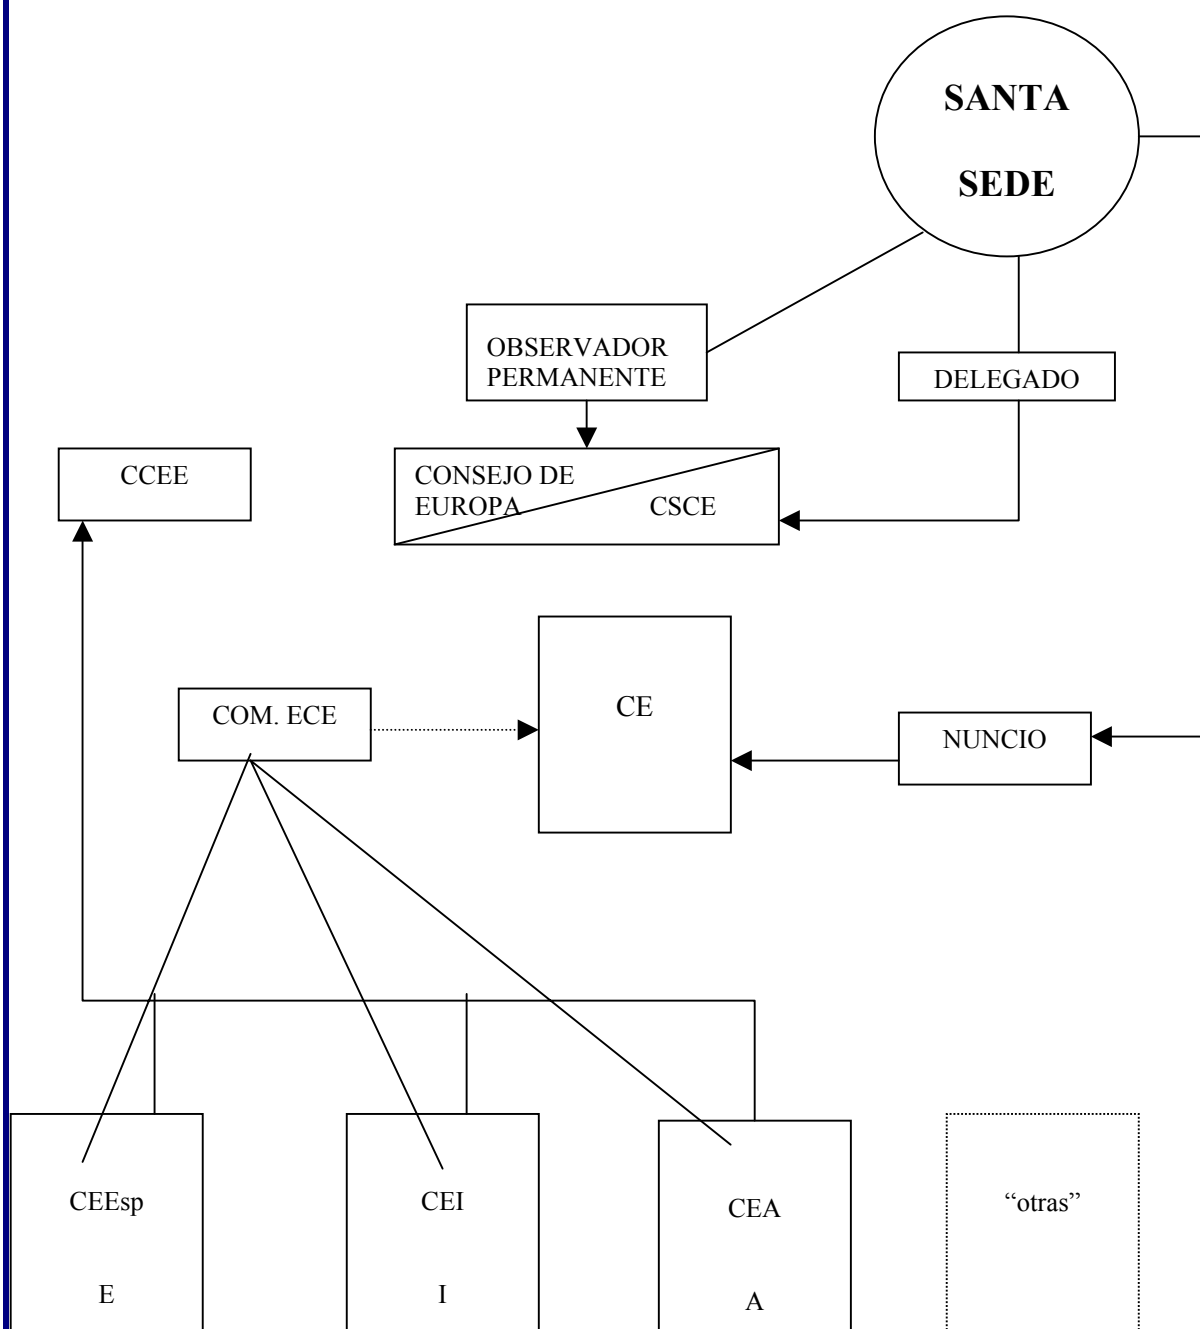 SANTA
SEDE
OBSERVADOR
PERMANENTE
DELEGADO
CCEE
CONSEJO DE
EUROPA
CSCE
CE
COM. ECE
NUNCIO
CEEsp
CEI
CEA
“otras”
E
I
A